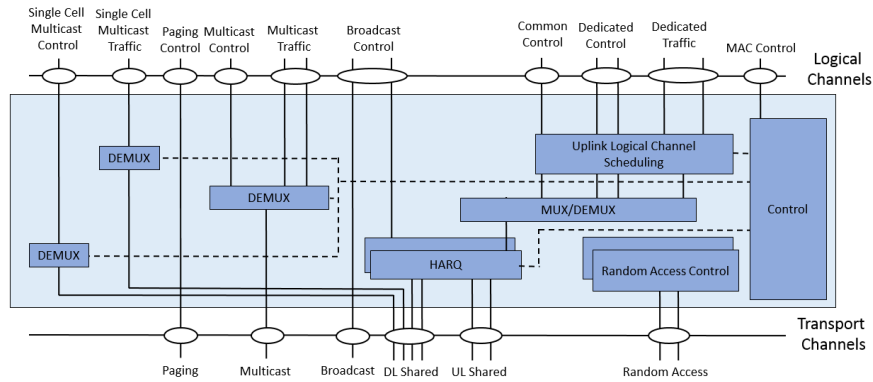 Single Cell
Multicast
Control
Single Cell
Multicast
Traffic
Paging
Control
Multicast
Control
Multicast
Traffic
Broadcast
Control
Common
Control
Dedicated
Control
Dedicated
Traffic
MAC Control
Logical
Channels
DEMUX
DEMUX
DEMUX
Uplink Logical Channel
Scheduling
MUX/DEMUX
HARQ
Random Access Control
Control
Transport
Channels
Paging
Multicast
Broadcast
DL Shared
UL Shared
Random Access